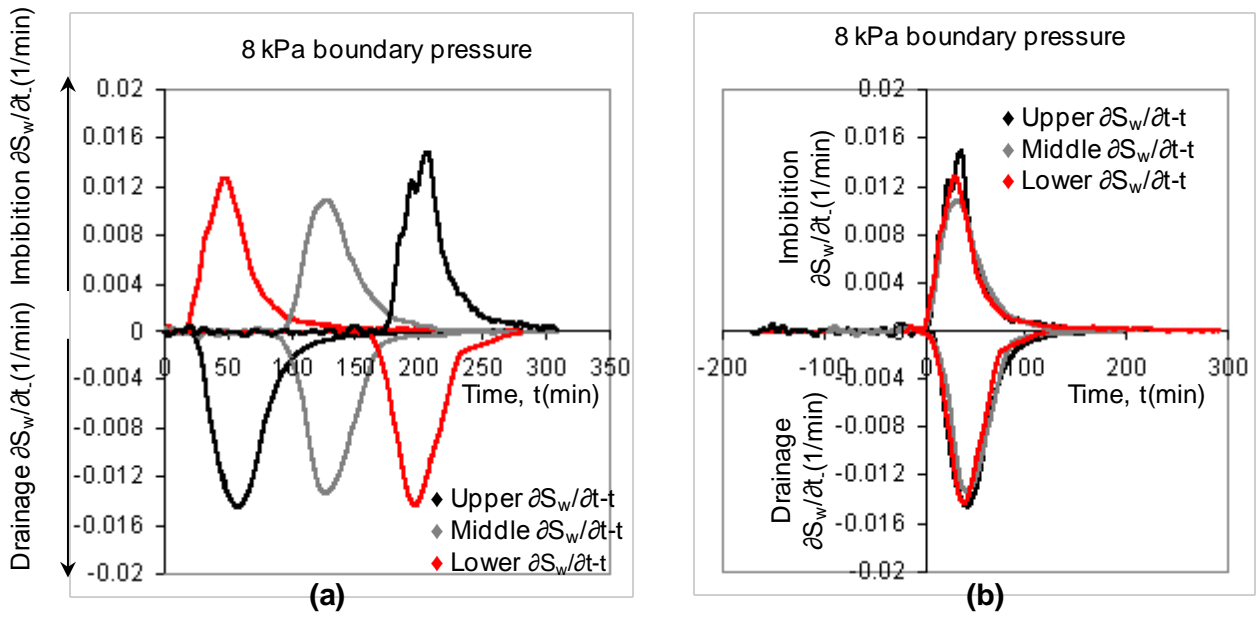 8 kPa boundary pressure
Imbibition ∂Sw/∂t-(1/min)
Drainage ∂Sw/∂t-(1/min)
0.02
0.016
0.012
0.008
0.004
0
-0.004
-0.008
-0.012
-0.016
-0.02
0 50 100 150 200 250 300 350
Time, t(min)
Upper ∂Sw/∂t-t
Middle ∂Sw/∂t-t
Lower ∂Sw/∂t-t
(a)
8 kPa boundary pressure
Imbibition
∂Sw/∂t-(1/min)
Drainage
∂Sw/∂t-(1/min)
0.02
0.016
0.012
0.008
0.004
0
-0.004
-0.008
-0.012
-0.016
-0.02
-200 -100 0 100 200 300
Time, t(min)
Upper ∂Sw/∂t-t
Middle ∂Sw/∂t-t
Lower ∂Sw/∂t-t
(b)